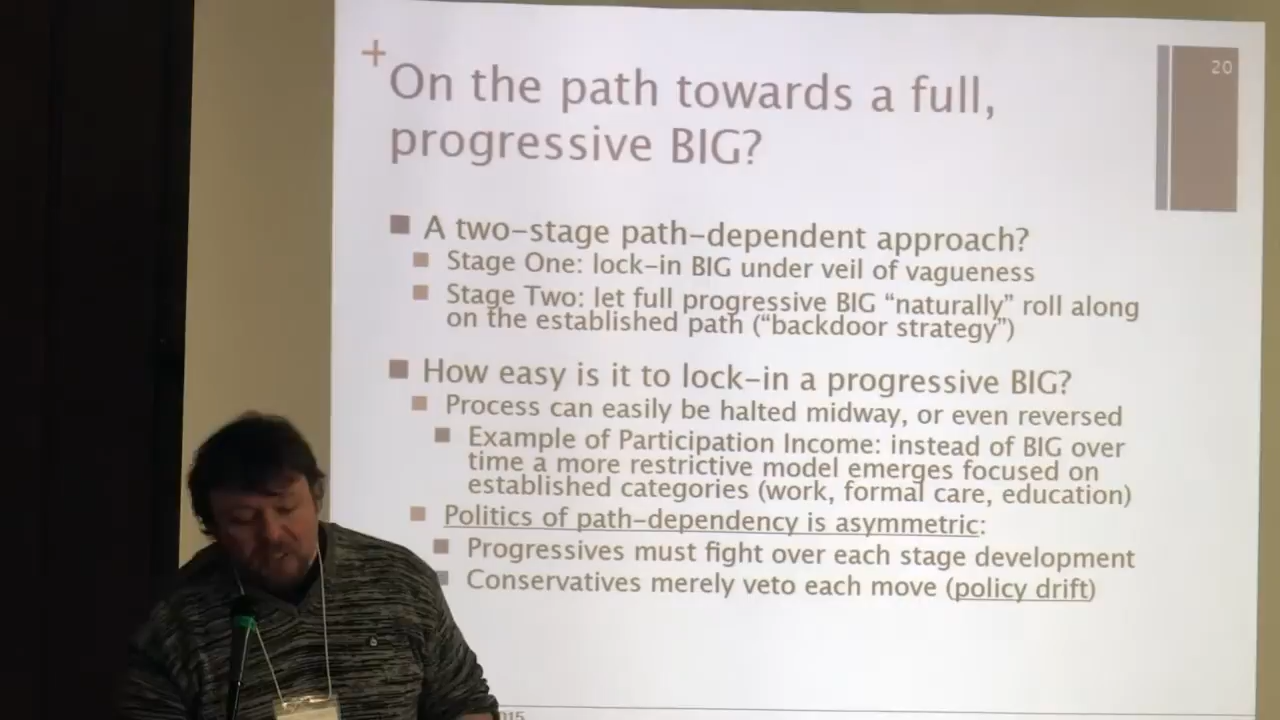 20
+
On the path towards a full,
progressive BIG?
A two-stage path-dependent approach?
Stage One: lock-in BIG under veil of vagueness
Stage Two: let full progressive BIG “naturally” roll along
on the established path (“backdoor strategy”)
How easy is it to lock-in a progressive BIG?
Process can easily be halted midway, or even reversed
Example of Participation Income: instead of BIG over
time a more restrictive model emerges focused on
established categories (work, formal care, education)
Politics of path-dependency is asymmetric:
Progressives must fight over each stage development
Conservatives merely veto each move (policy drift)